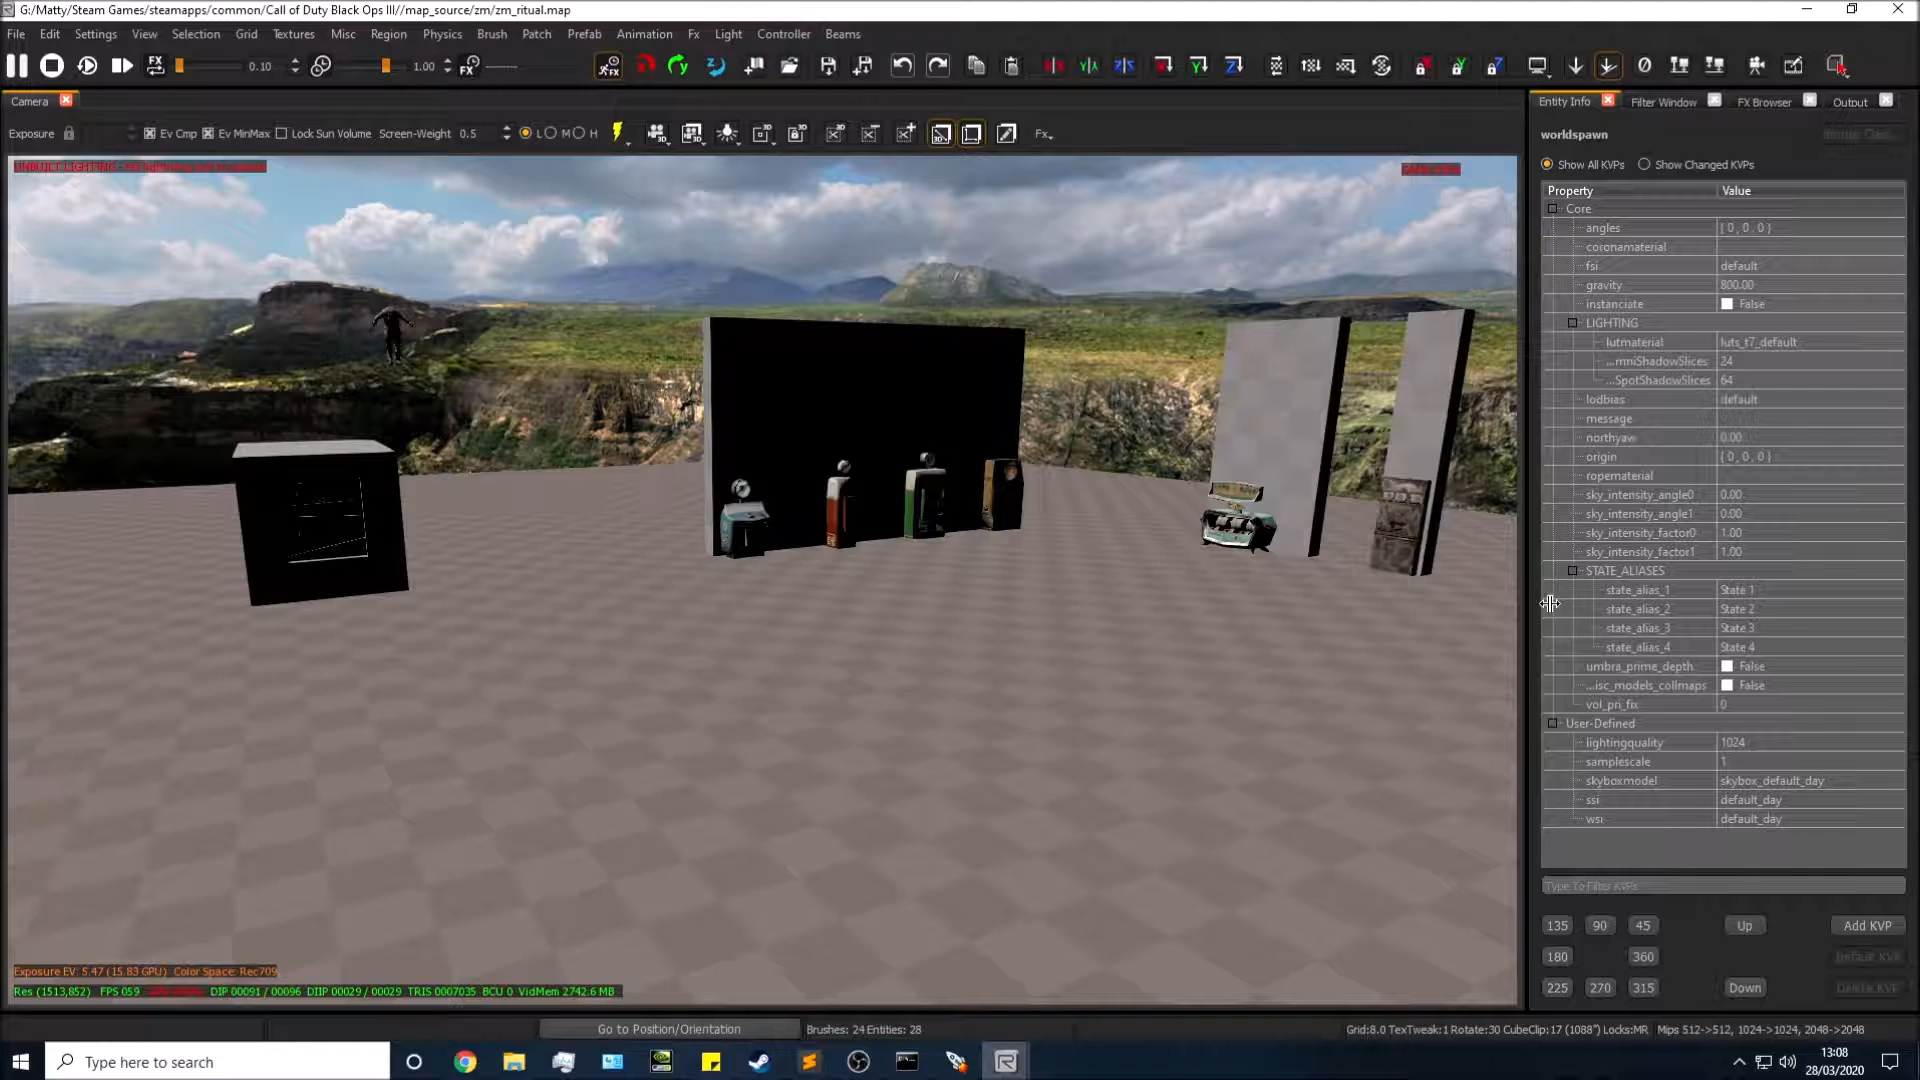 G:/Matty/Steam Games/steamapps/common/Call of Duty Black Ops III//map_source/zm/zm_ritual.map
File Edit Settings View Selection Grid Textures Misc Region Physics Brush Patch Prefab Animation Fx Light Controller Beams
FX 0.10 1.00 FX
Camera
Exposure Ev Cmp Ev MinMax Lock Sun Volume Screen-Weight 0.5 L M H Fx
UNBUILT LIGHTING
Entity Info Filter Window FX Browser Output
worldspawn
Show All KVPs Show Changed KVPs
Property Value
Core
angles [ 0 , 0 , 0 ]
coronamaterial
fsi default
gravity 800.00
instanciate False
LIGHTING
lutmaterial luts_t7_default
...rmiShadowSlices 24
...SpotShadowSlices 64
lodbias default
message
northyaw 0.00
origin [ 0 , 0 , 0 ]
ropematerial
sky_intensity_angle0 0.00
sky_intensity_angle1 0.00
sky_intensity_factor0 1.00
sky_intensity_factor1 1.00
STATE_ALIASES
state_alias_1 State 1
state_alias_2 State 2
state_alias_3 State 3
state_alias_4 State 4
umbra_prime_depth False
...isc_models_collmaps False
vol_pri_fix 0
User-Defined
lightingquality 1024
samplescale 1
skyboxmodel skybox_default_day
ssi default_day
wsi default_day
Type To Filter KVPs
135 90 45 Up Add KVP
180 360
225 270 315 Down Delete KVP
Exposure EV: 5.47 (15.83 GPU) Color Space: Rec709
Res (1513,852) FPS 059 DIP 00091 / 00096 DIIP 00029 / 00029 TRIS 0007035 BCU 0 VidMem 2742.6 MB
Go to Position/Orientation Brushes: 24 Entities: 28 Grid:8.0 TexTweak:1 Rotate:30 CubeClip:17 (1088") Locks:MR Mips 512->512, 1024->1024, 2048->2048
Type here to search
13:08
28/03/2020